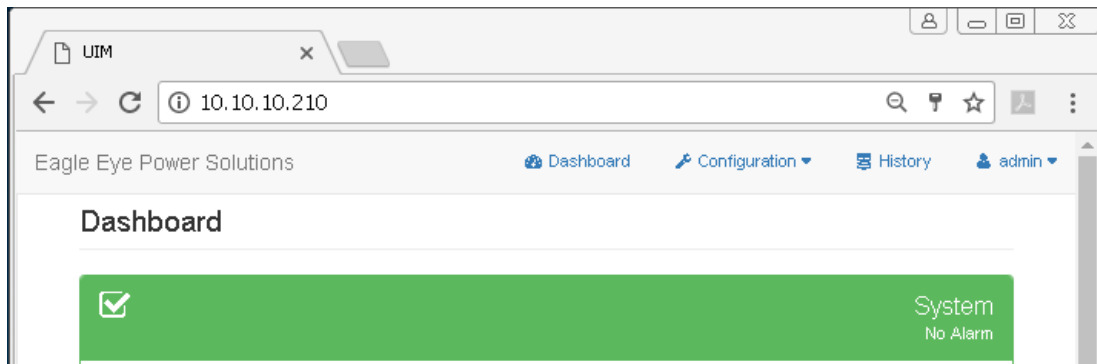 UIM
10.10.10.210
Eagle Eye Power Solutions Dashboard Configuration History admin
Dashboard
System
No Alarm